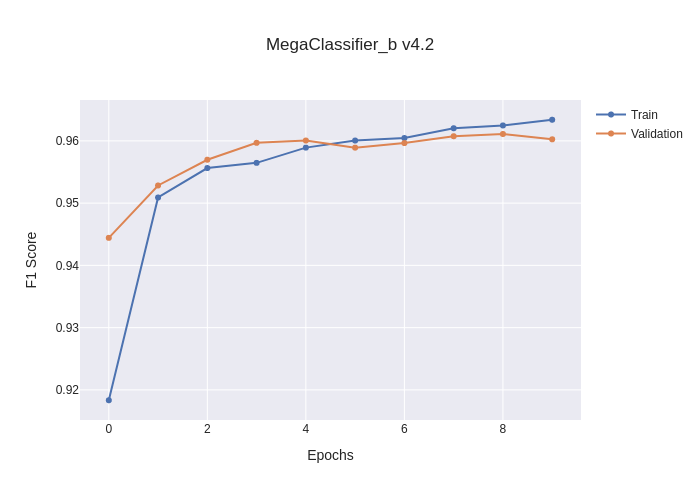 MegaClassifier_b v4.2
Train
Validation
F1 Score
0.96
0.95
0.94
0.93
0.92
0 2 4 6 8
Epochs